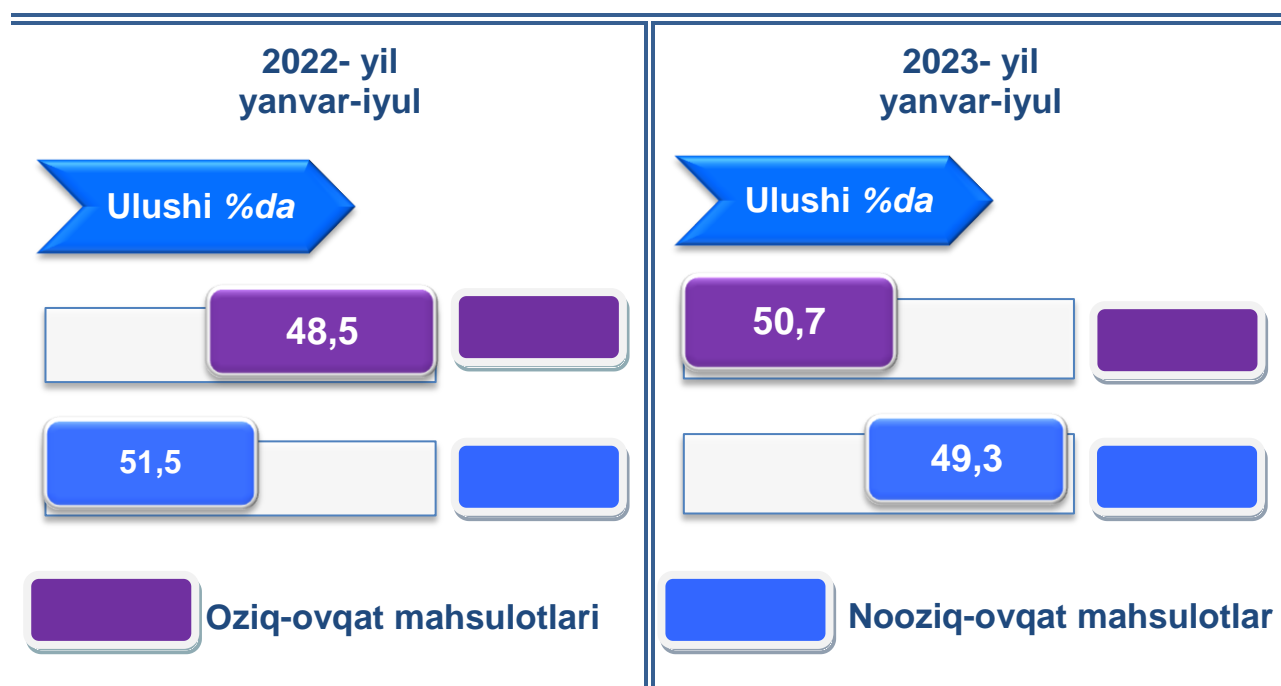 2022- yil
yanvar-iyul
Ulushi %da
48,5
51,5
2023- yil
yanvar-iyul
Ulushi %da
50,7
49,3
Oziq-ovqat mahsulotlari
Nooziq-ovqat mahsulotlar